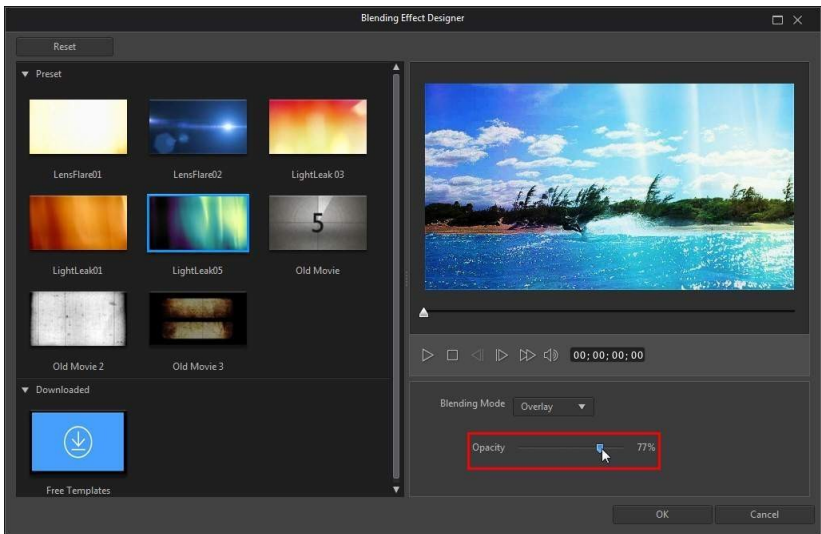 Blending Effect Designer
Reset
Preset
LensFlare01
LensFlare02
LightLeak 03
LightLeak01
LightLeak05
5
Old Movie
Old Movie 2
Old Movie 3
Downloaded
Free Templates
00;00;00;00
Blending Mode Overlay
Opacity 77%
OK Cancel